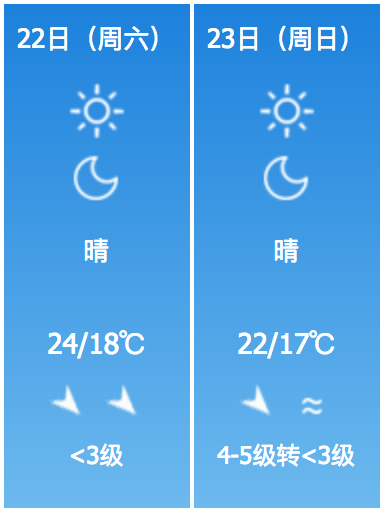 22日（周六）
晴
24/18℃
<3级
23日（周日）
晴
22/17℃
4-5级转<3级